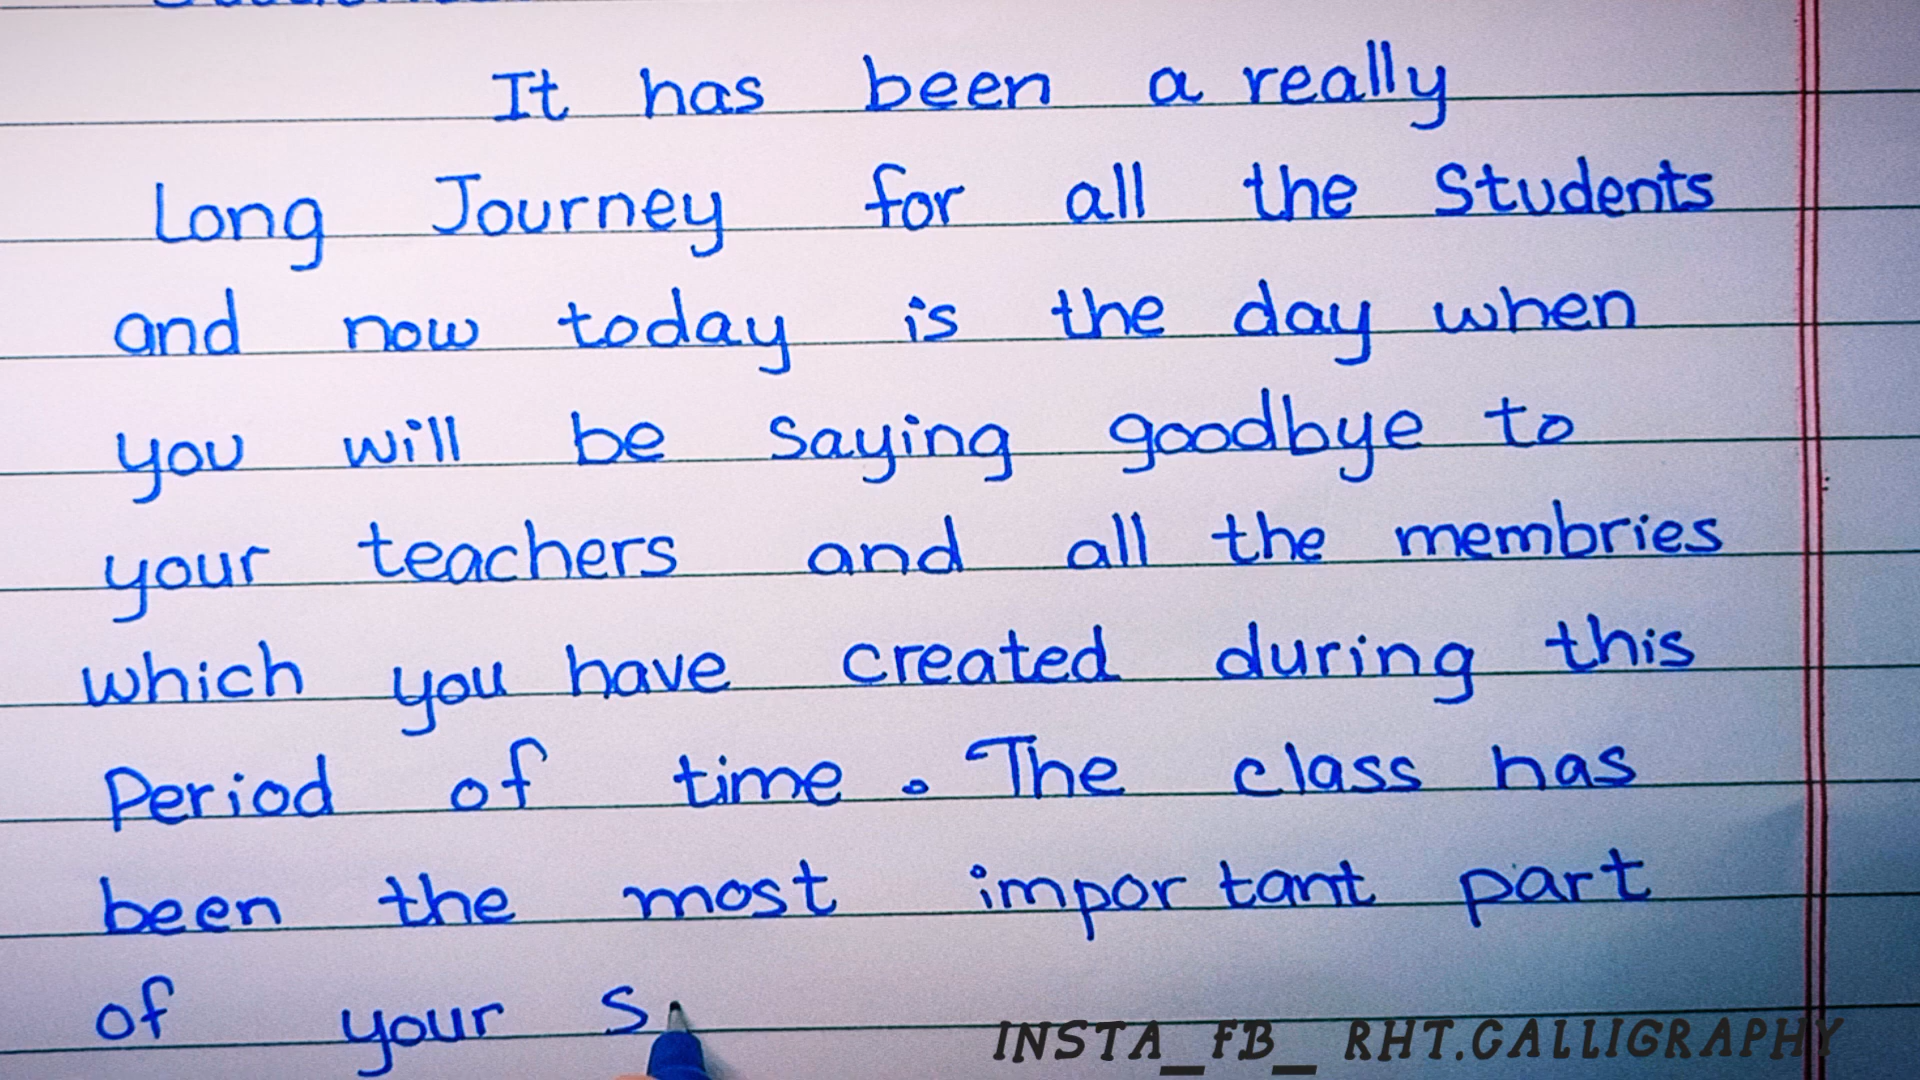 It has been a really
Long Journey for all the Students
and now today is the day when
you will be saying goodbye to
your teachers and all the membries
which you have created during this
Period of time. The class has
been the most important part
of your s
INSTA_FB_ RHT.CALLIGRAPHY